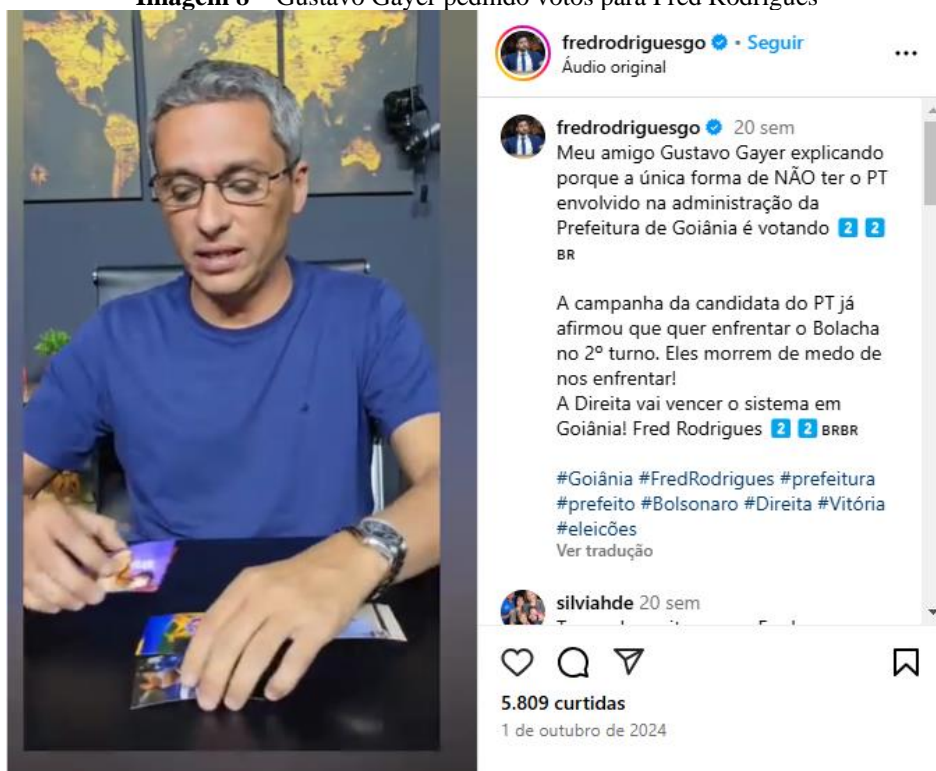 Imagem 8 – Gustavo Gayer pedindo votos para Fred Rodrigues
fredrodriguesgo • Seguir
Áudio original
fredrodriguesgo 20 sem
Meu amigo Gustavo Gayer explicando
porque a única forma de NÃO ter o PT
envolvido na administração da
Prefeitura de Goiânia é votando 2 2
BR
A campanha da candidata do PT já
afirmou que quer enfrentar o Bolacha
no 2º turno. Eles morrem de medo de
nos enfrentar!
A Direita vai vencer o sistema em
Goiânia! Fred Rodrigues 2 2 BRBR
#Goiânia #FredRodrigues #prefeitura
#prefeito #Bolsonaro #Direita #Vitória
#eleicões
Ver tradução
silviahde 20 sem
5.809 curtidas
1 de outubro de 2024